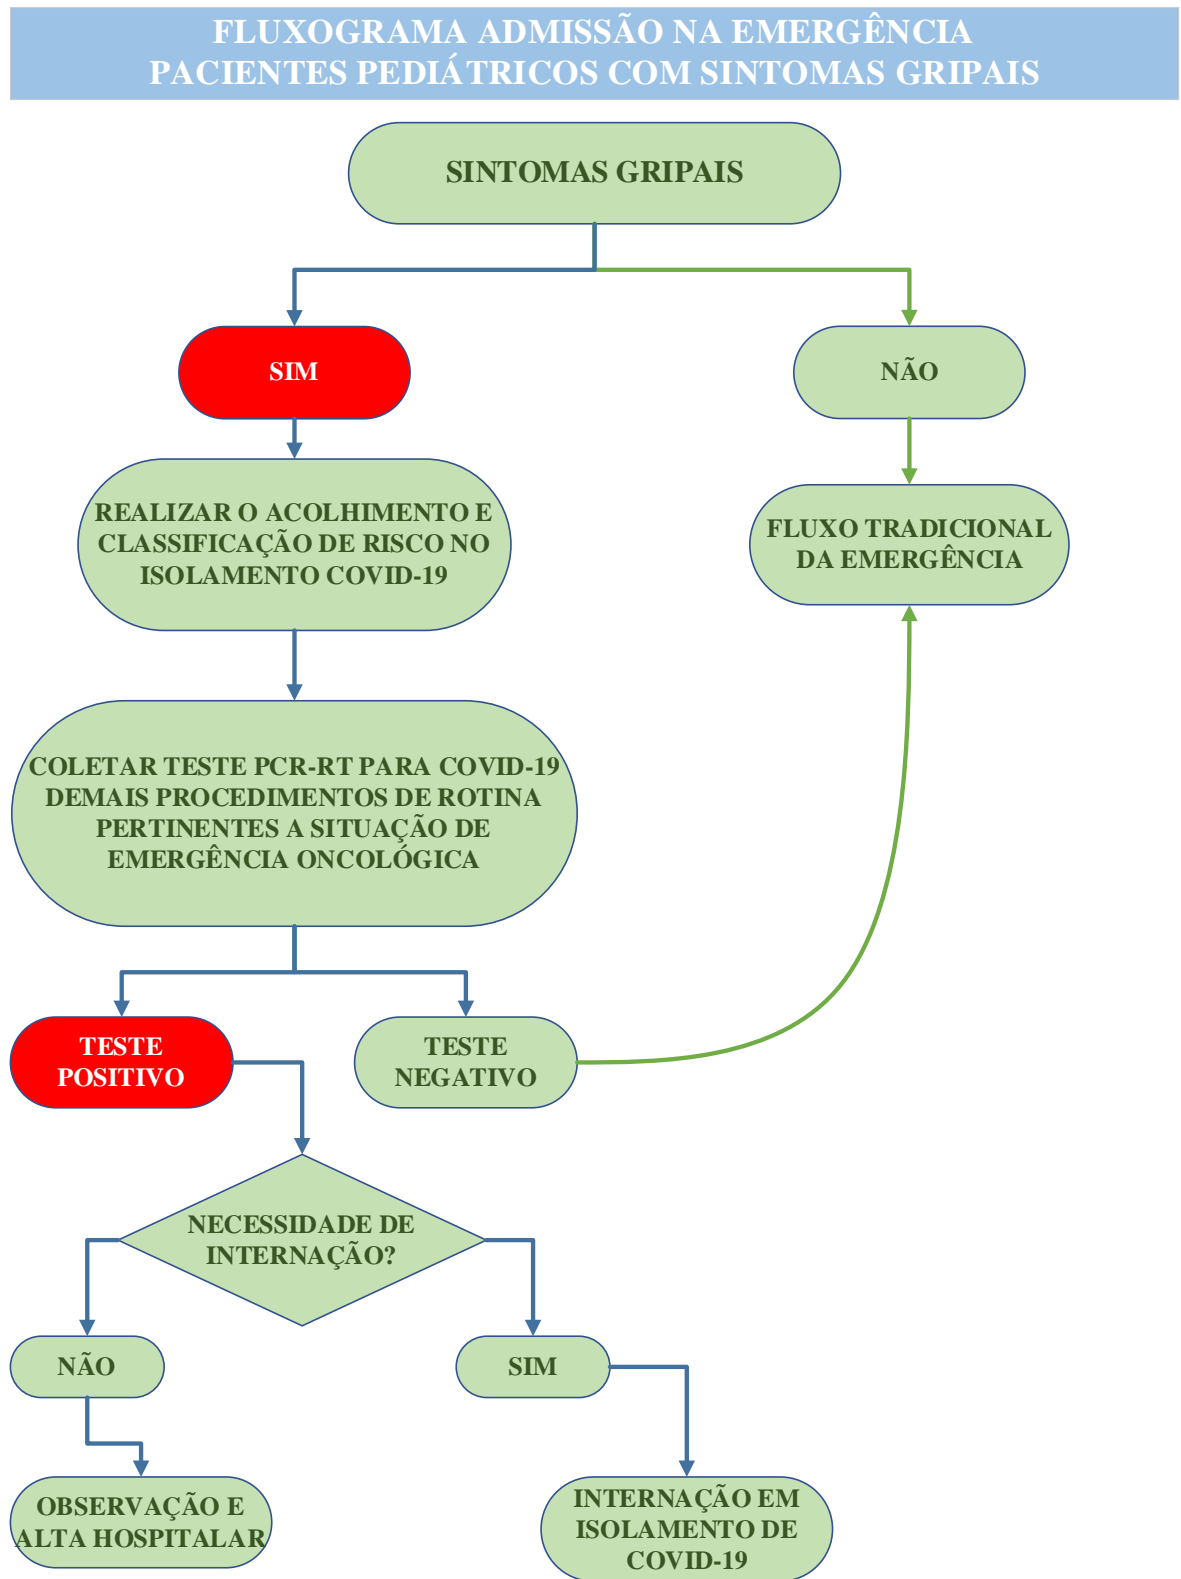 FLUXOGRAMA ADMISSÃO NA EMERGÊNCIA
PACIENTES PEDIÁTRICOS COM SINTOMAS GRIPAIS
SINTOMAS GRIPAIS
SIM
NÃO
REALIZAR O ACOLHIMENTO E
CLASSIFICAÇÃO DE RISCO NO
ISOLAMENTO COVID-19
FLUXO TRADICIONAL
DA EMERGÊNCIA
COLETAR TESTE PCR-RT PARA COVID-19
DEMAIS PROCEDIMENTOS DE ROTINA
PERTINENTES A SITUAÇÃO DE
EMERGÊNCIA ONCOLÓGICA
TESTE
POSITIVO
TESTE
NEGATIVO
NECESSIDADE DE
INTERNAÇÃO?
NÃO
SIM
OBSERVAÇÃO E
ALTA HOSPITALAR
INTERNAÇÃO EM
ISOLAMENTO DE
COVID-19